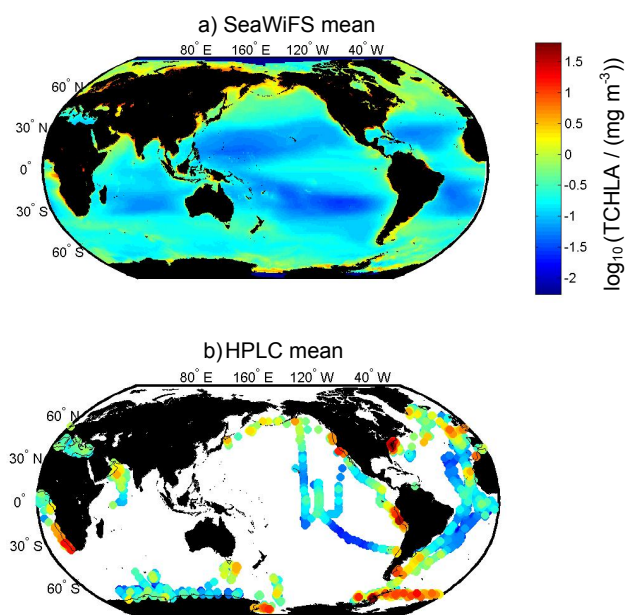 a) SeaWiFS mean
80° E 160° E 120° W 40° W
60° N
30° N
0°
30° S
60° S
1.5
1
0.5
0
-0.5
-1
-1.5
-2
log10 (TCHLA / (mg m-3)
b) HPLC mean
80° E 160° E 120° W 40° W
60° N
30° N
0°
30° S
60° S